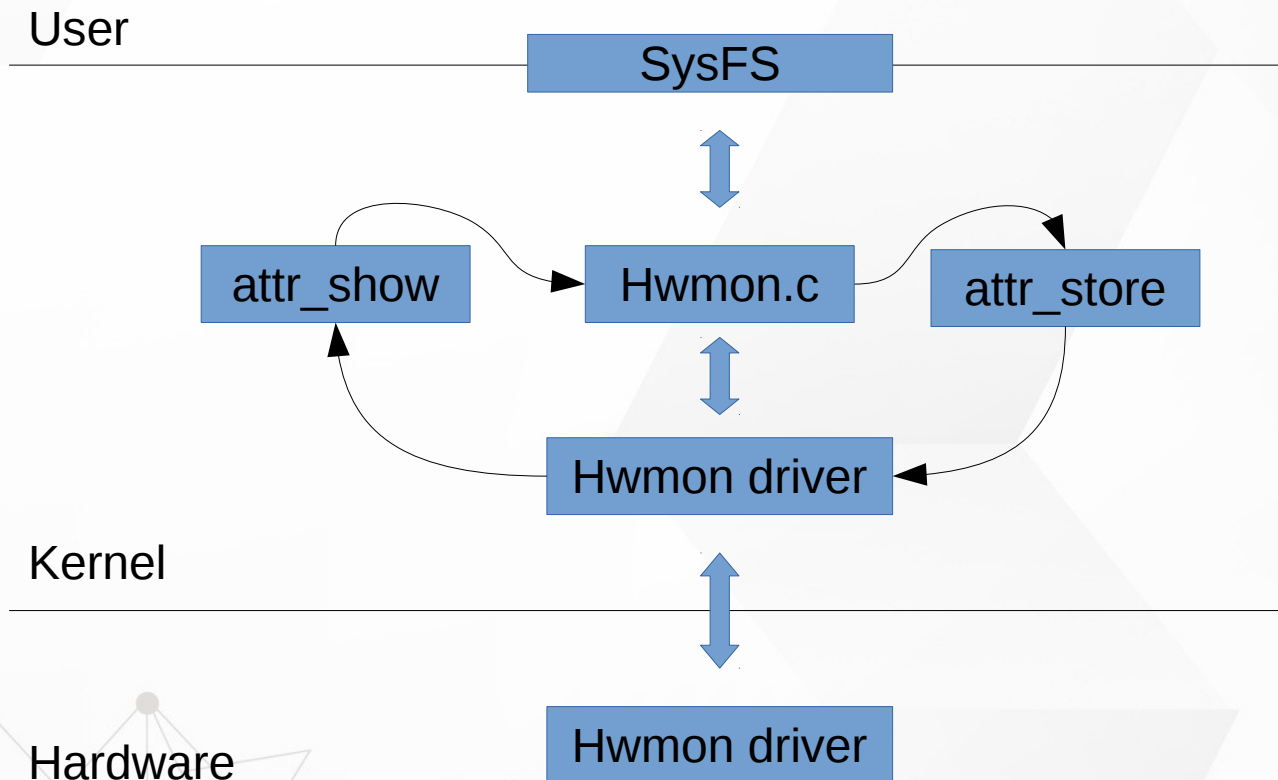 User
SysFS
attr_show
Hwmon.c
attr_store
Hwmon driver
Kernel
Hwmon driver
Hardware